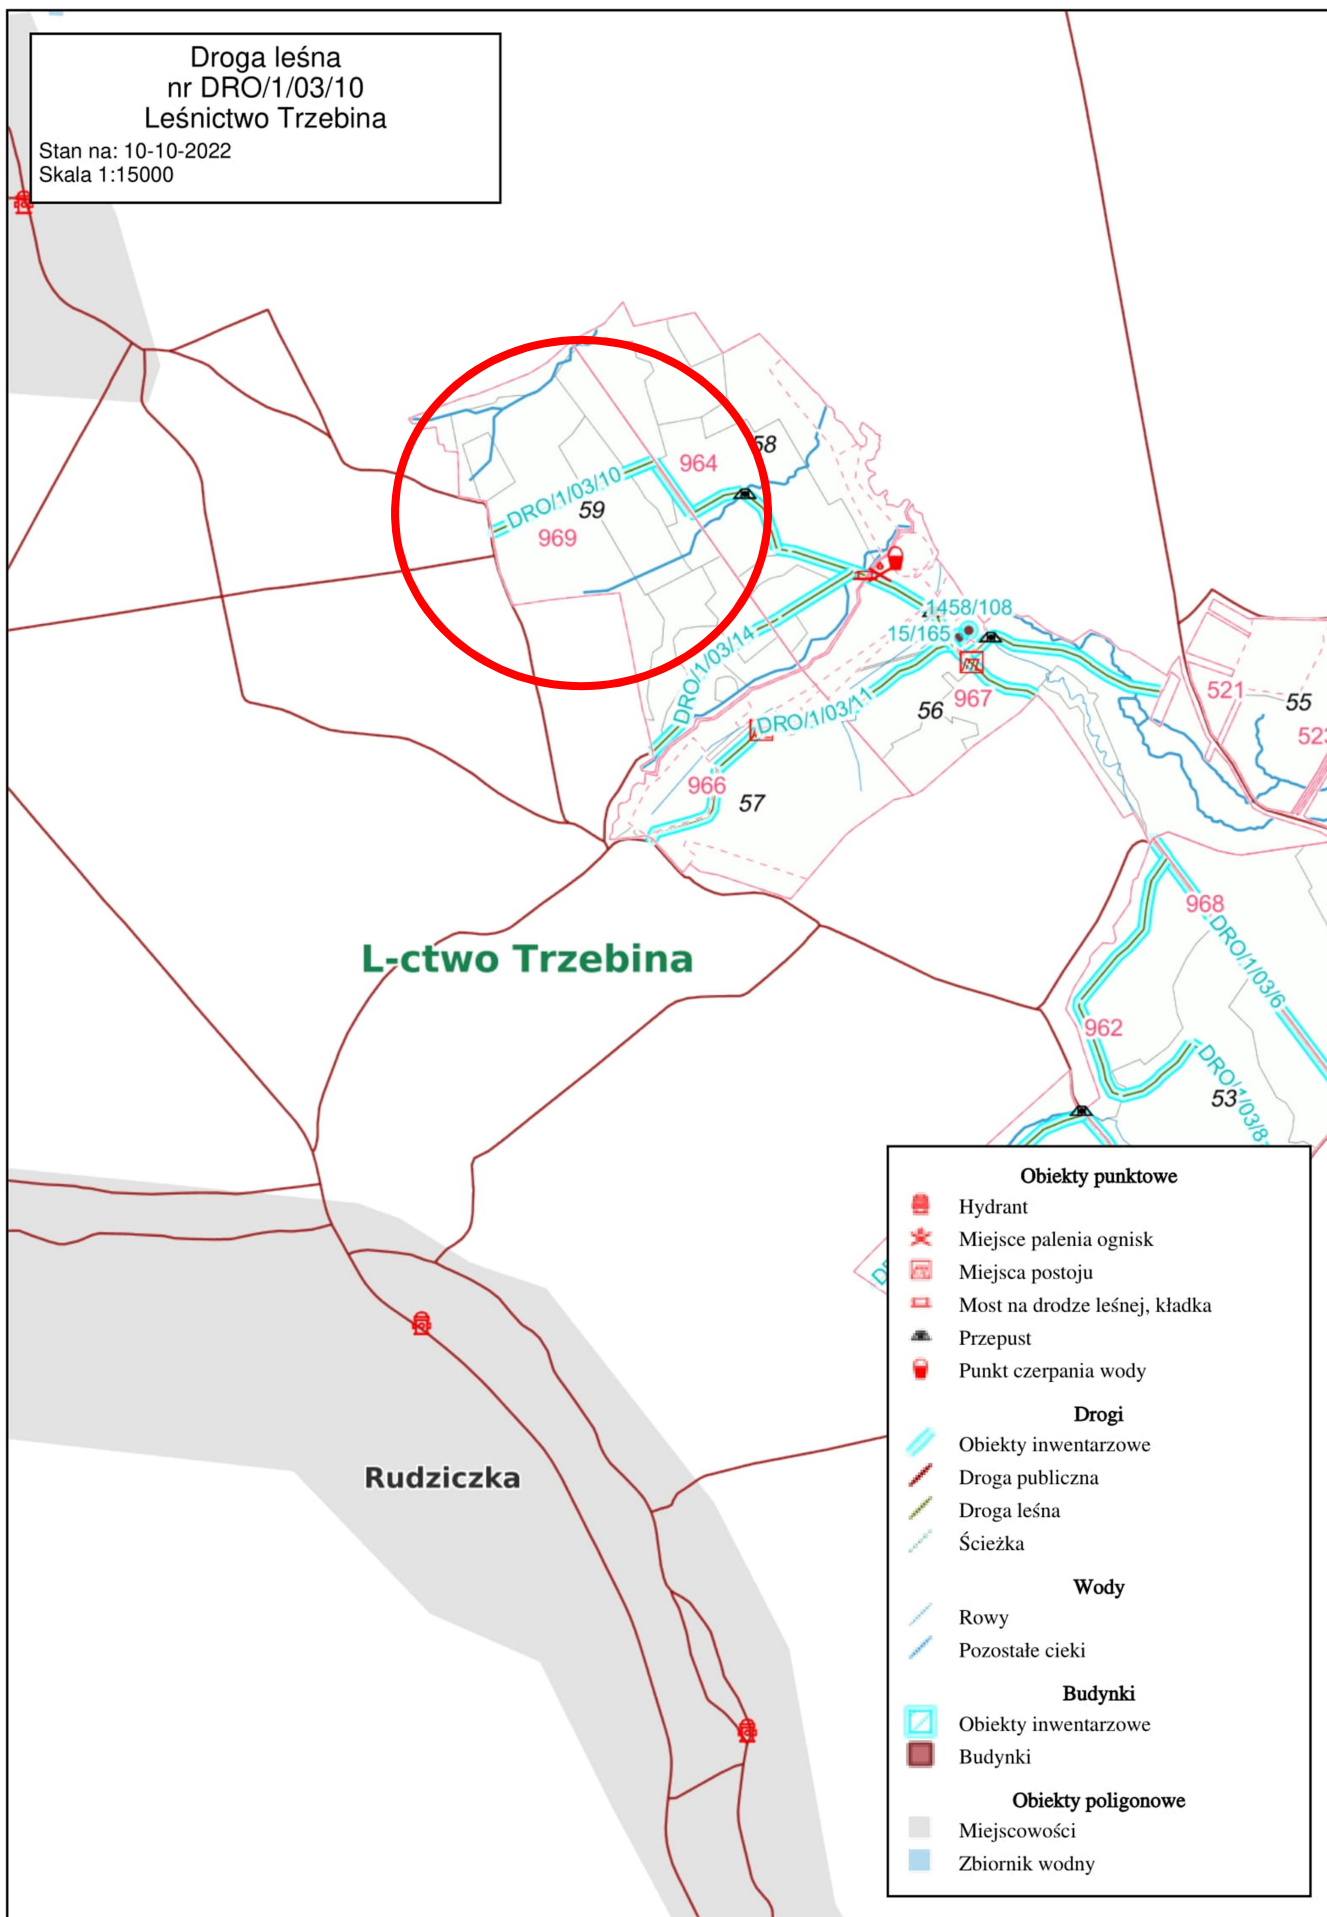 Droga leśna
nr DRO/1/03/10
Leśnictwo Trzebina
Stan na: 10-10-2022
Skala 1:15000
58
964
DRO/1/03/10
59
969
1458/108
15/165
DRO/1/03/14
521
55
967
56
DRO/1/03/11
966
57
968
DRO/1/03/6
L-ctwo Trzebina
962
DRO/1/03/8
53
Rudziczka
Obiekty punktowe
Hydrant
Miejsce palenia ognisk
Miejsca postoju
Most na drodze leśnej, kładka
Przepust
Punkt czerpania wody
Drogi
Obiekty inwentarzowe
Droga publiczna
Droga leśna
Ścieżka
Wody
Rowy
Pozostałe cieki
Budynki
Obiekty inwentarzowe
Budynki
Obiekty poligonowe
Miejscowości
Zbiornik wodny